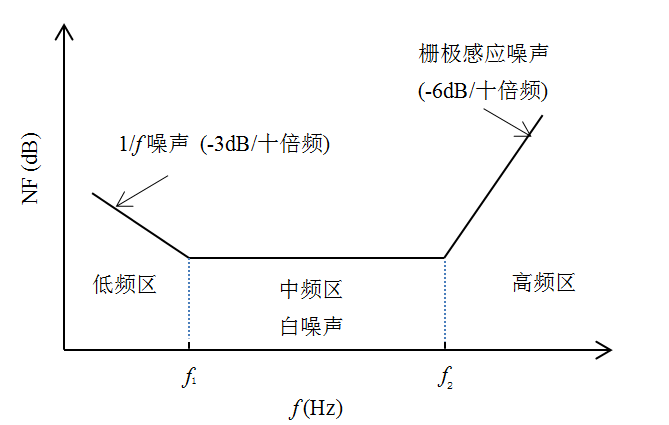 栅极感应噪声
(-6dB/十倍频)
1/f 噪声 (-3dB/十倍频)
NF (dB)
低频区
中频区
白噪声
高频区
f1
f2
f (Hz)